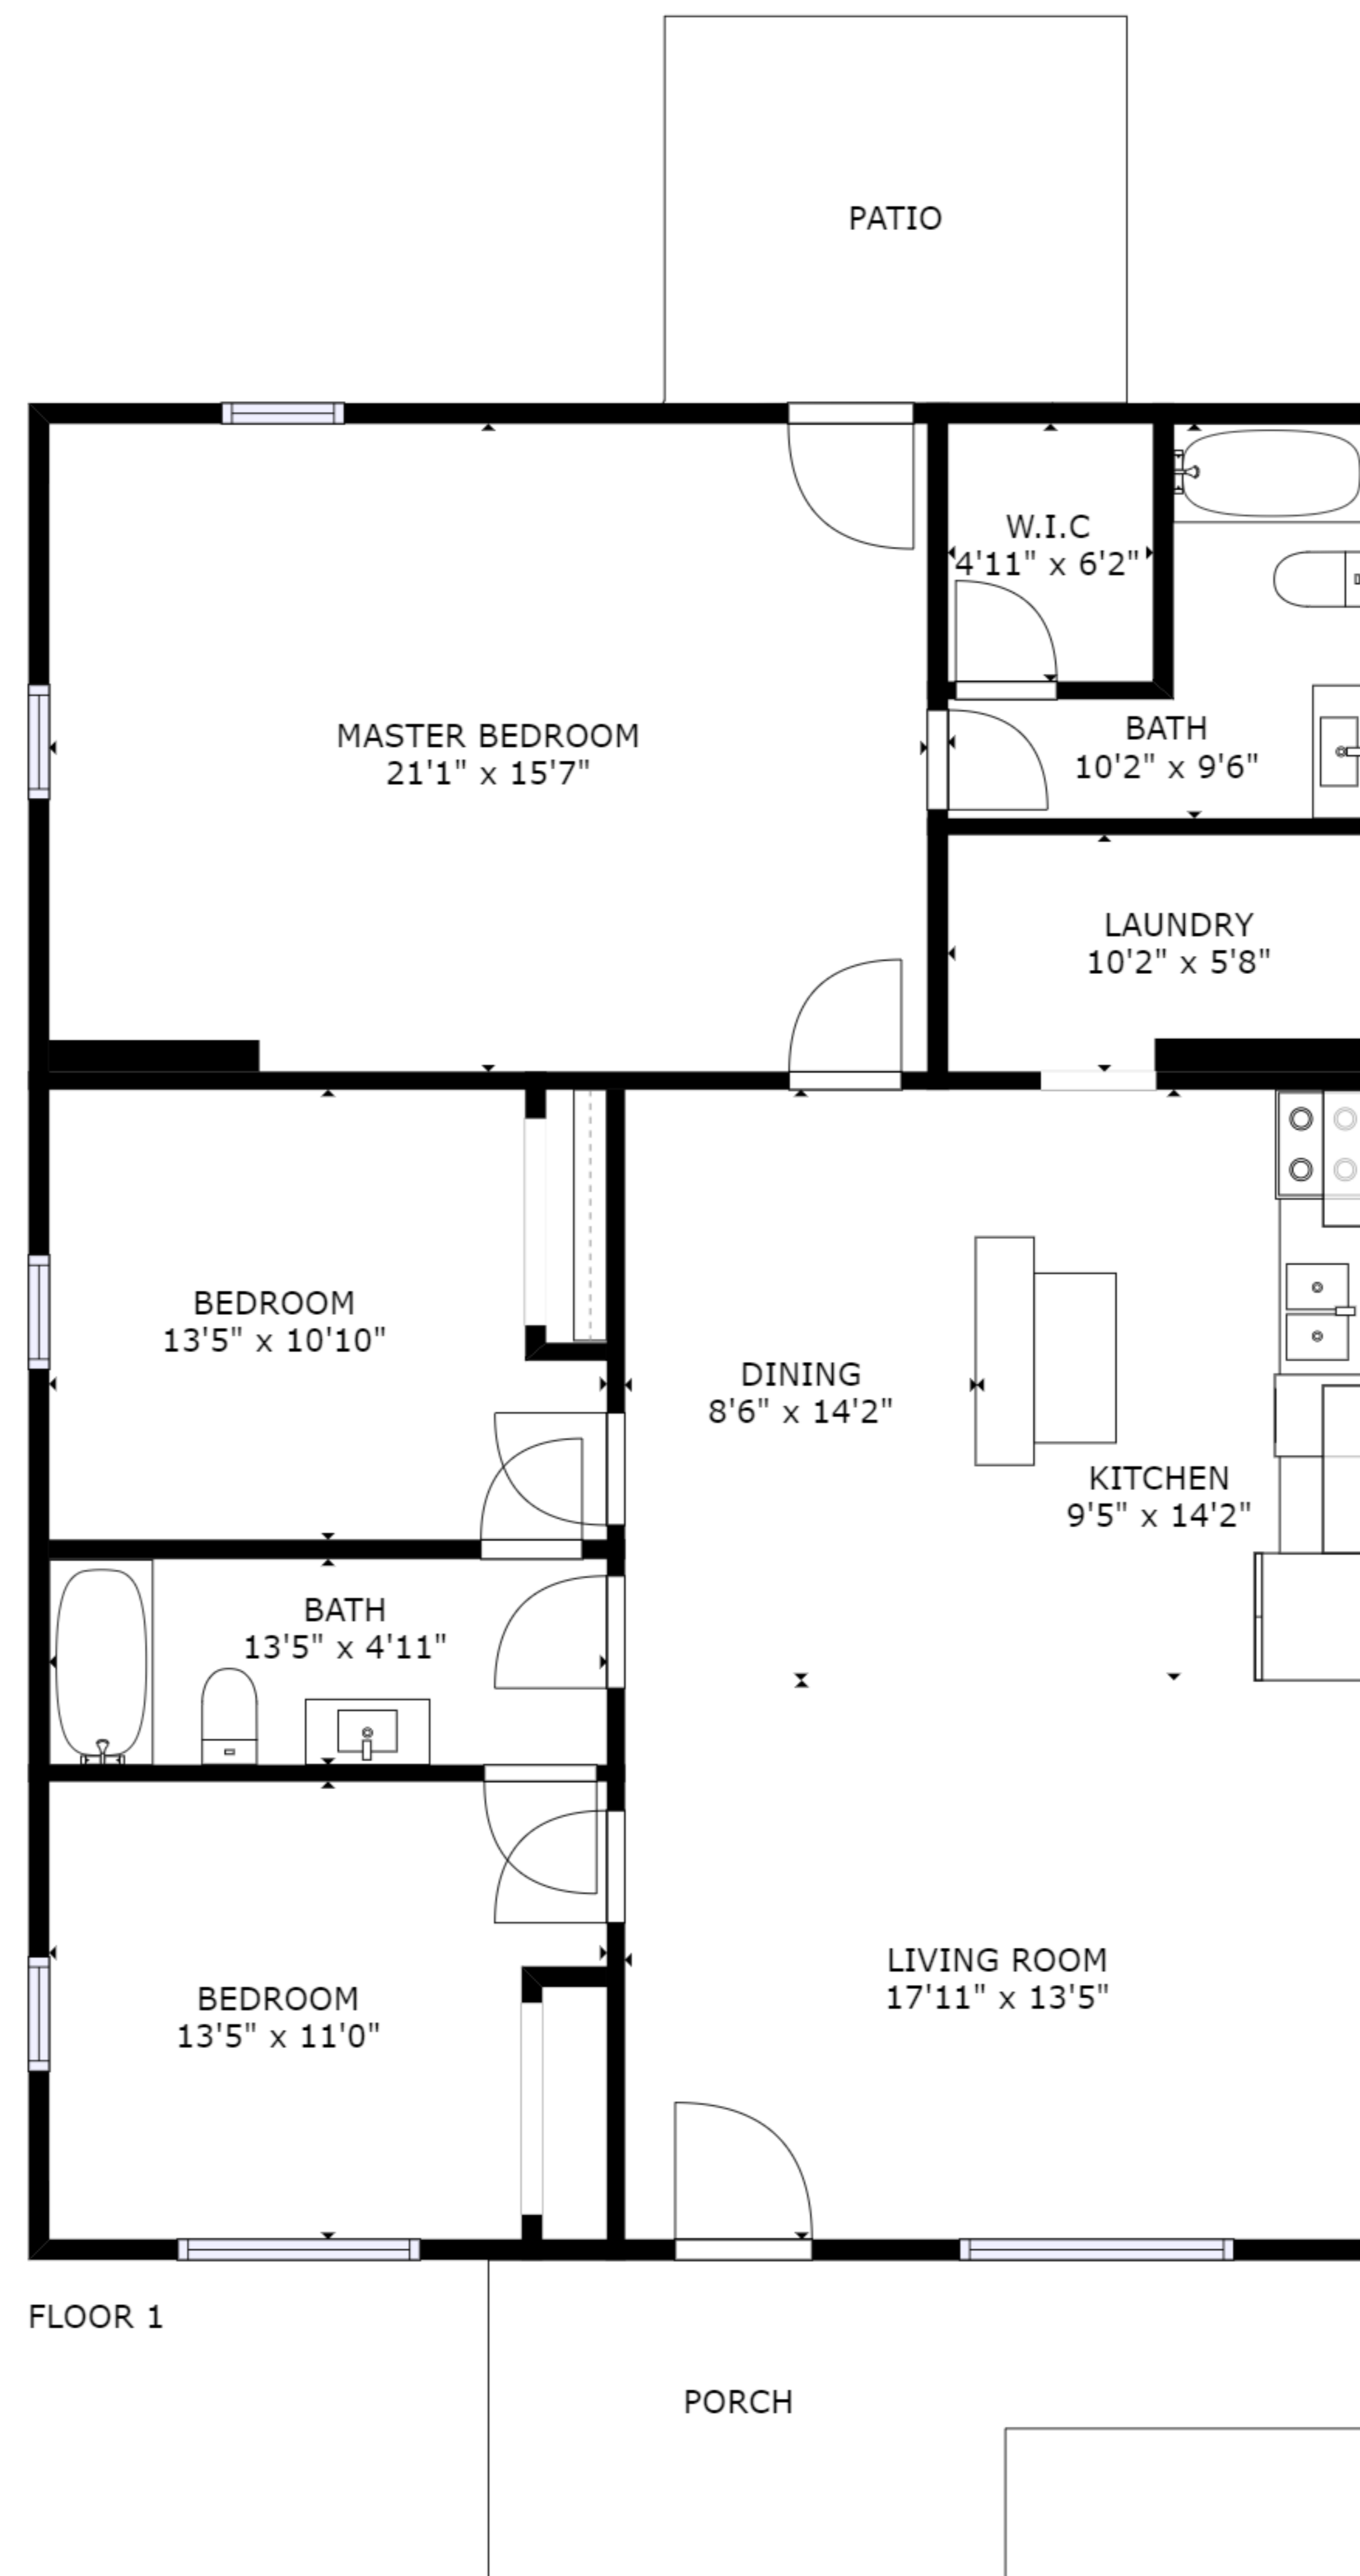 PATIO
W.I.C
4'11" x 6'2"
MASTER BEDROOM
21'1" x 15'7"
BATH
10'2" x 9'6"
LAUNDRY
10'2" x 5'8"
BEDROOM
13'5" x 10'10"
DINING
8'6" x 14'2"
KITCHEN
9'5" x 14'2"
BATH
13'5" x 4'11"
LIVING ROOM
17'11" x 13'5"
BEDROOM
13'5" x 11'0"
FLOOR 1
PORCH